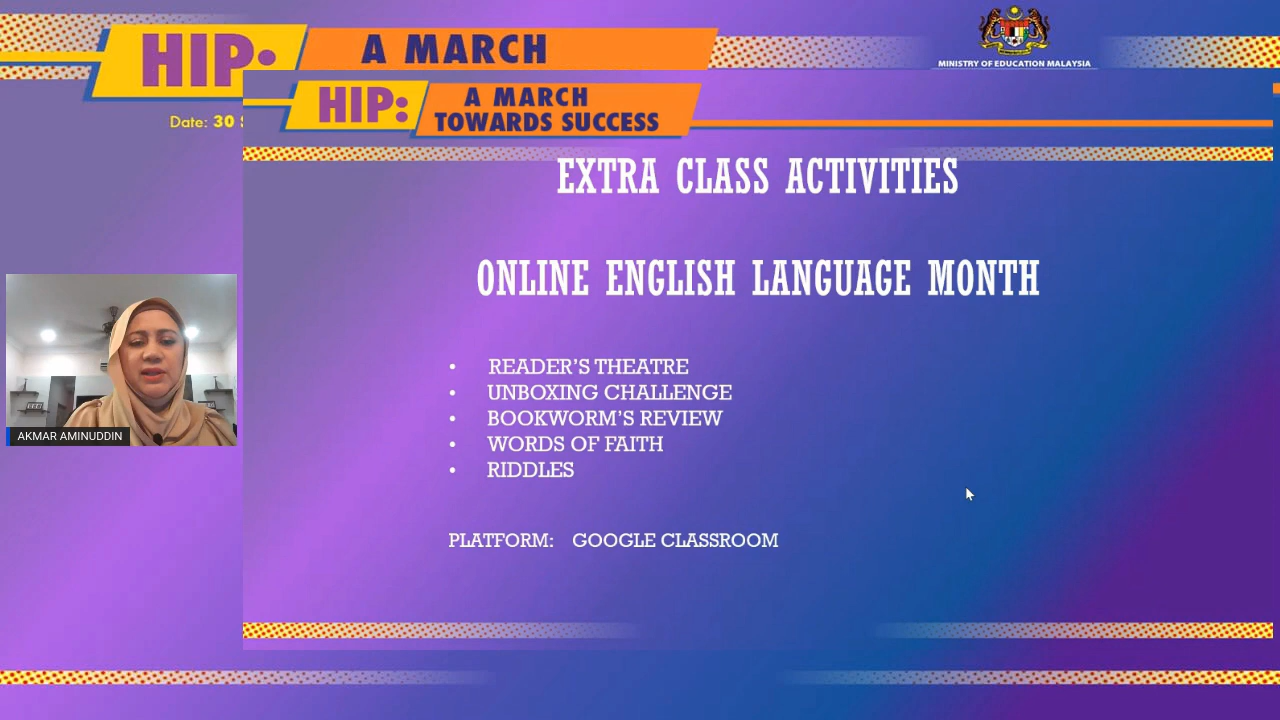 HIP:
A MARCH
MINISTRY OF EDUCATION MALAYSIA
Date: 30
HIP:
A MARCH
TOWARDS SUCCESS
EXTRA CLASS ACTIVITIES
ONLINE ENGLISH LANGUAGE MONTH
• READER'S THEATRE
• UNBOXING CHALLENGE
• BOOKWORM'S REVIEW
• WORDS OF FAITH
• RIDDLES
PLATFORM: GOOGLE CLASSROOM
AKMAR AMINUDDIN